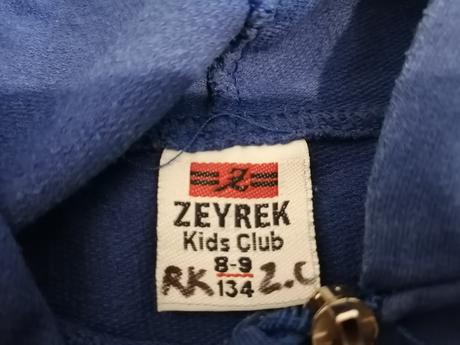 Z
ZEYREK
Kids Club
8-9
RK 134 2.C